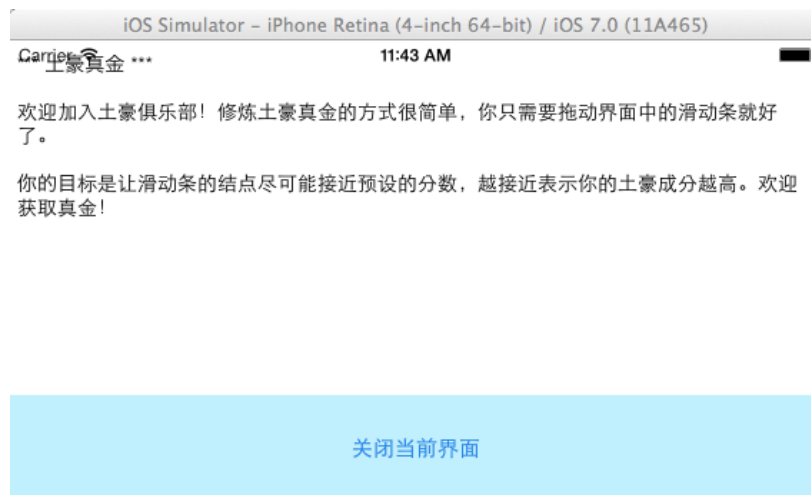 iOS Simulator – iPhone Retina (4-inch 64-bit) / iOS 7.0 (11A465)
Carrier 11:43 AM
*** 土豪真金 ***
欢迎加入土豪俱乐部！修炼土豪真金的方式很简单，你只需要拖动界面中的滑动条就好
了。
你的目标是让滑动条的结点尽可能接近预设的分数，越接近表示你的土豪成分越高。欢迎
获取真金！
关闭当前界面